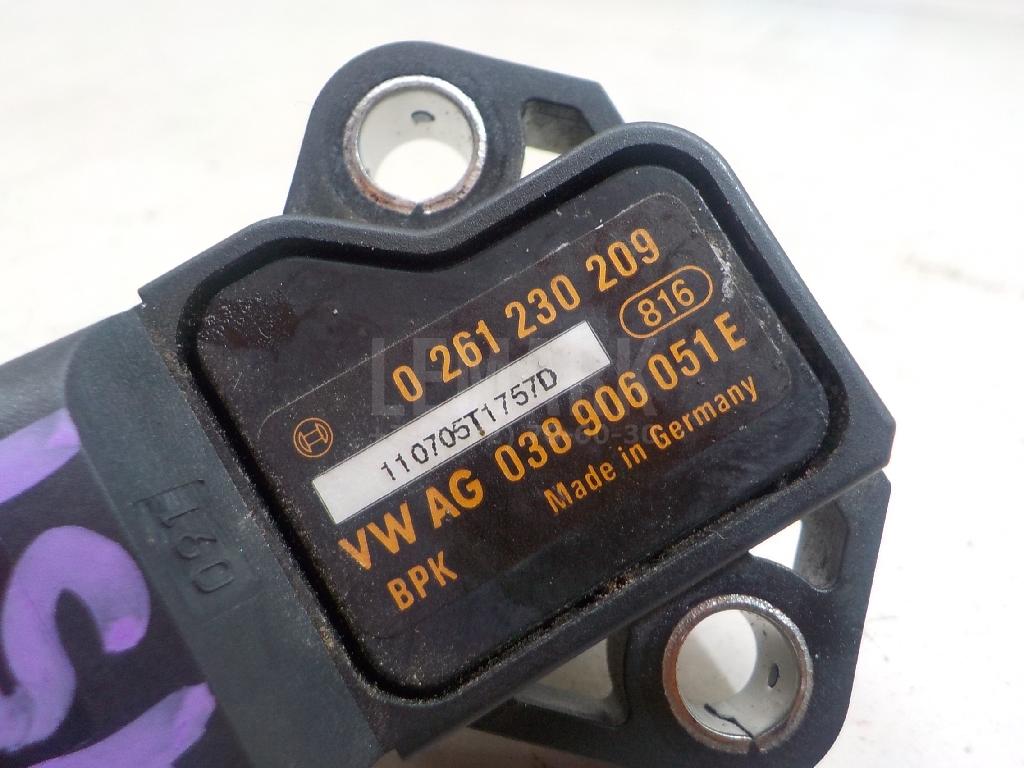 0 261 230 209
816
110705T1757D
VW AG 038 906 051 E
Made in Germany
BPK